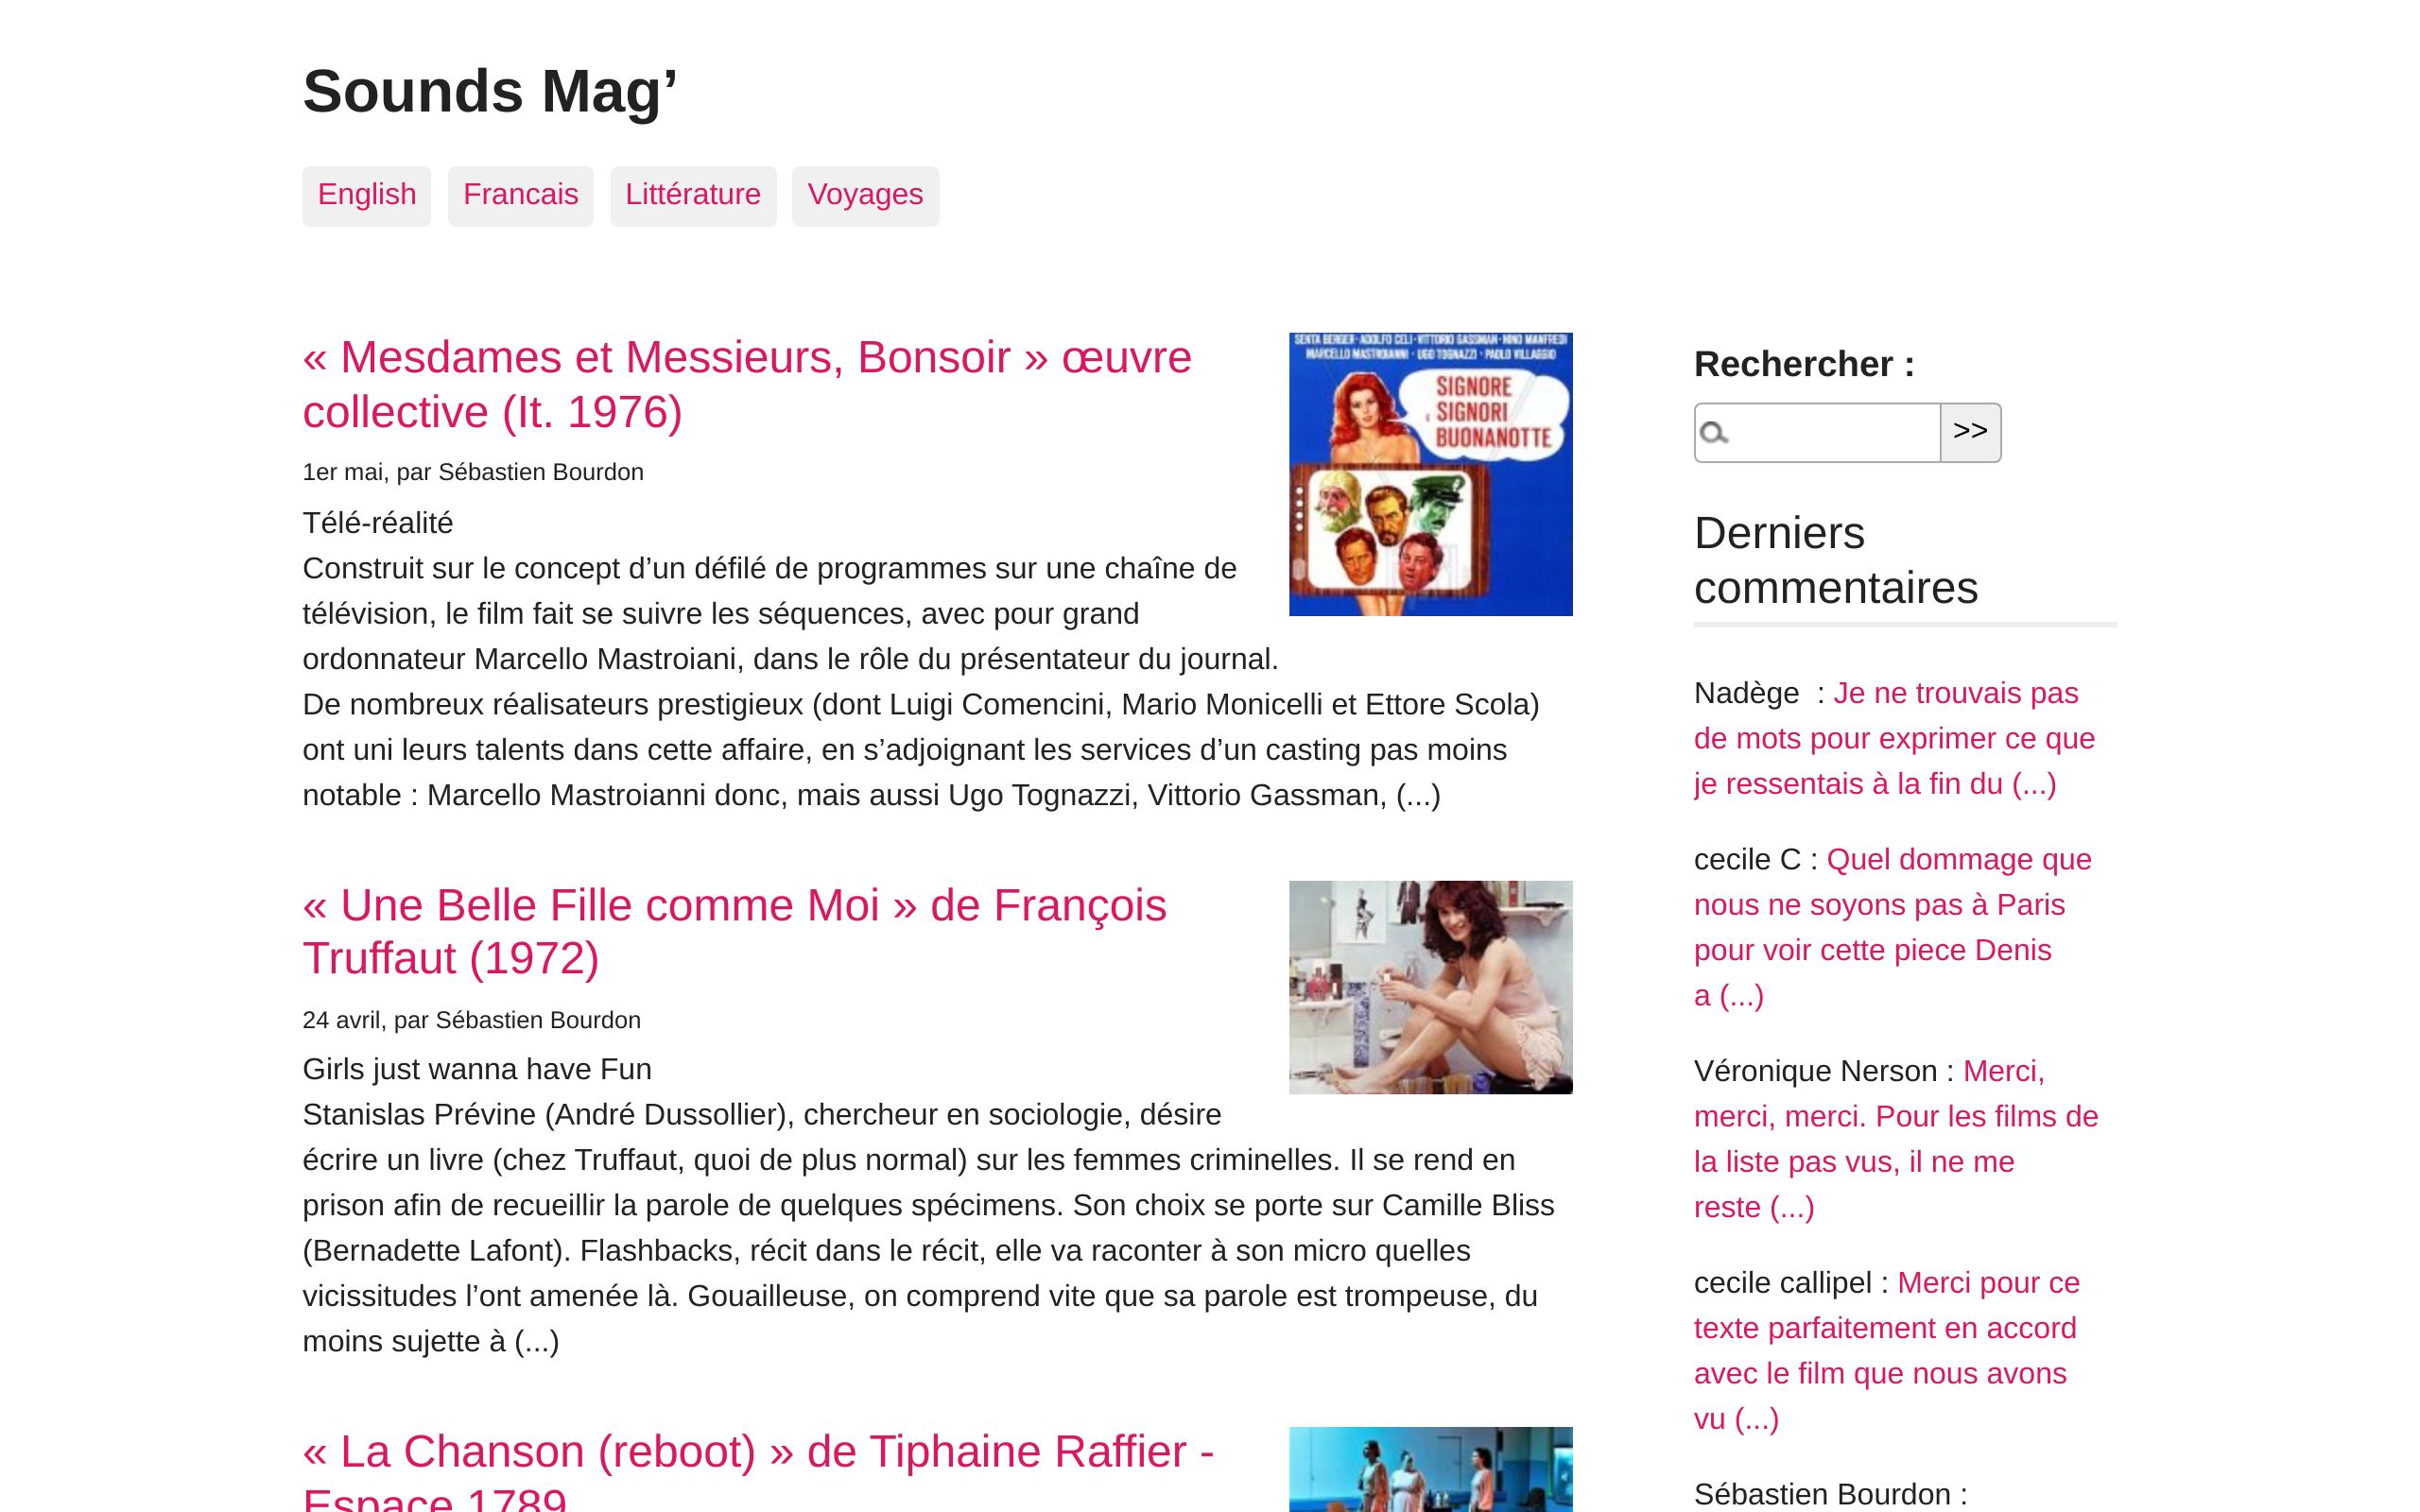 Sounds Mag’
English
Francais
Littérature
Voyages
« Mesdames et Messieurs, Bonsoir » œuvre
collective (It. 1976)
1er mai, par Sébastien Bourdon
Télé-réalité
Construit sur le concept d’un défilé de programmes sur une chaîne de
télévision, le film fait se suivre les séquences, avec pour grand
ordonnateur Marcello Mastroiani, dans le rôle du présentateur du journal.
De nombreux réalisateurs prestigieux (dont Luigi Comencini, Mario Monicelli et Ettore Scola)
ont uni leurs talents dans cette affaire, en s’adjoignant les services d’un casting pas moins
notable : Marcello Mastroianni donc, mais aussi Ugo Tognazzi, Vittorio Gassman, (...)
SENTA BERGER · ADOLFO CELI · VITTORIO GASSMAN · NINO MANFREDI
MARCELLO MASTROIANNI · UGO TOGNAZZI · PAOLO VILLAGGIO
SIGNORE
E SIGNORI
BUONANOTTE
« Une Belle Fille comme Moi » de François
Truffaut (1972)
24 avril, par Sébastien Bourdon
Girls just wanna have Fun
Stanislas Prévine (André Dussollier), chercheur en sociologie, désire
écrire un livre (chez Truffaut, quoi de plus normal) sur les femmes criminelles. Il se rend en
prison afin de recueillir la parole de quelques spécimens. Son choix se porte sur Camille Bliss
(Bernadette Lafont). Flashbacks, récit dans le récit, elle va raconter à son micro quelles
vicissitudes l’ont amenée là. Gouailleuse, on comprend vite que sa parole est trompeuse, du
moins sujette à (...)
« La Chanson (reboot) » de Tiphaine Raffier -
Espace 1789
Rechercher :
>>
Derniers
commentaires
Nadège  : Je ne trouvais pas
de mots pour exprimer ce que
je ressentais à la fin du (...)
cecile C : Quel dommage que
nous ne soyons pas à Paris
pour voir cette piece Denis
a (...)
Véronique Nerson : Merci,
merci, merci. Pour les films de
la liste pas vus, il ne me
reste (...)
cecile callipel : Merci pour ce
texte parfaitement en accord
avec le film que nous avons
vu (...)
Sébastien Bourdon :